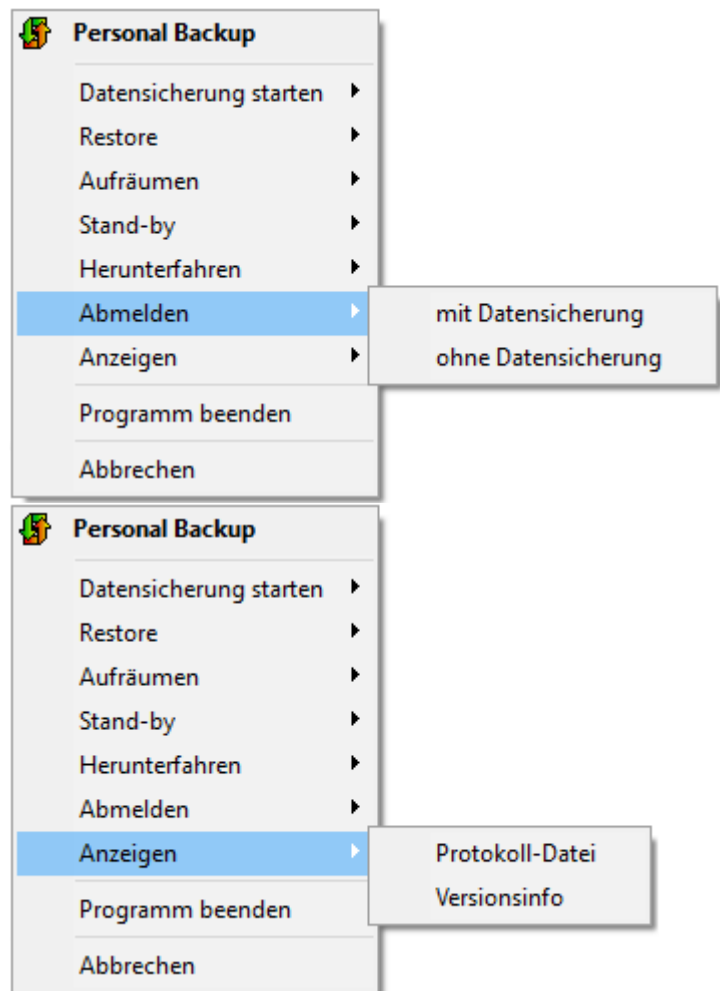 Personal Backup
Datensicherung starten
Restore
Aufräumen
Stand-by
Herunterfahren
Abmelden
mit Datensicherung
ohne Datensicherung
Anzeigen
Programm beenden
Abbrechen
Personal Backup
Datensicherung starten
Restore
Aufräumen
Stand-by
Herunterfahren
Abmelden
Anzeigen
Protokoll-Datei
Versionsinfo
Programm beenden
Abbrechen